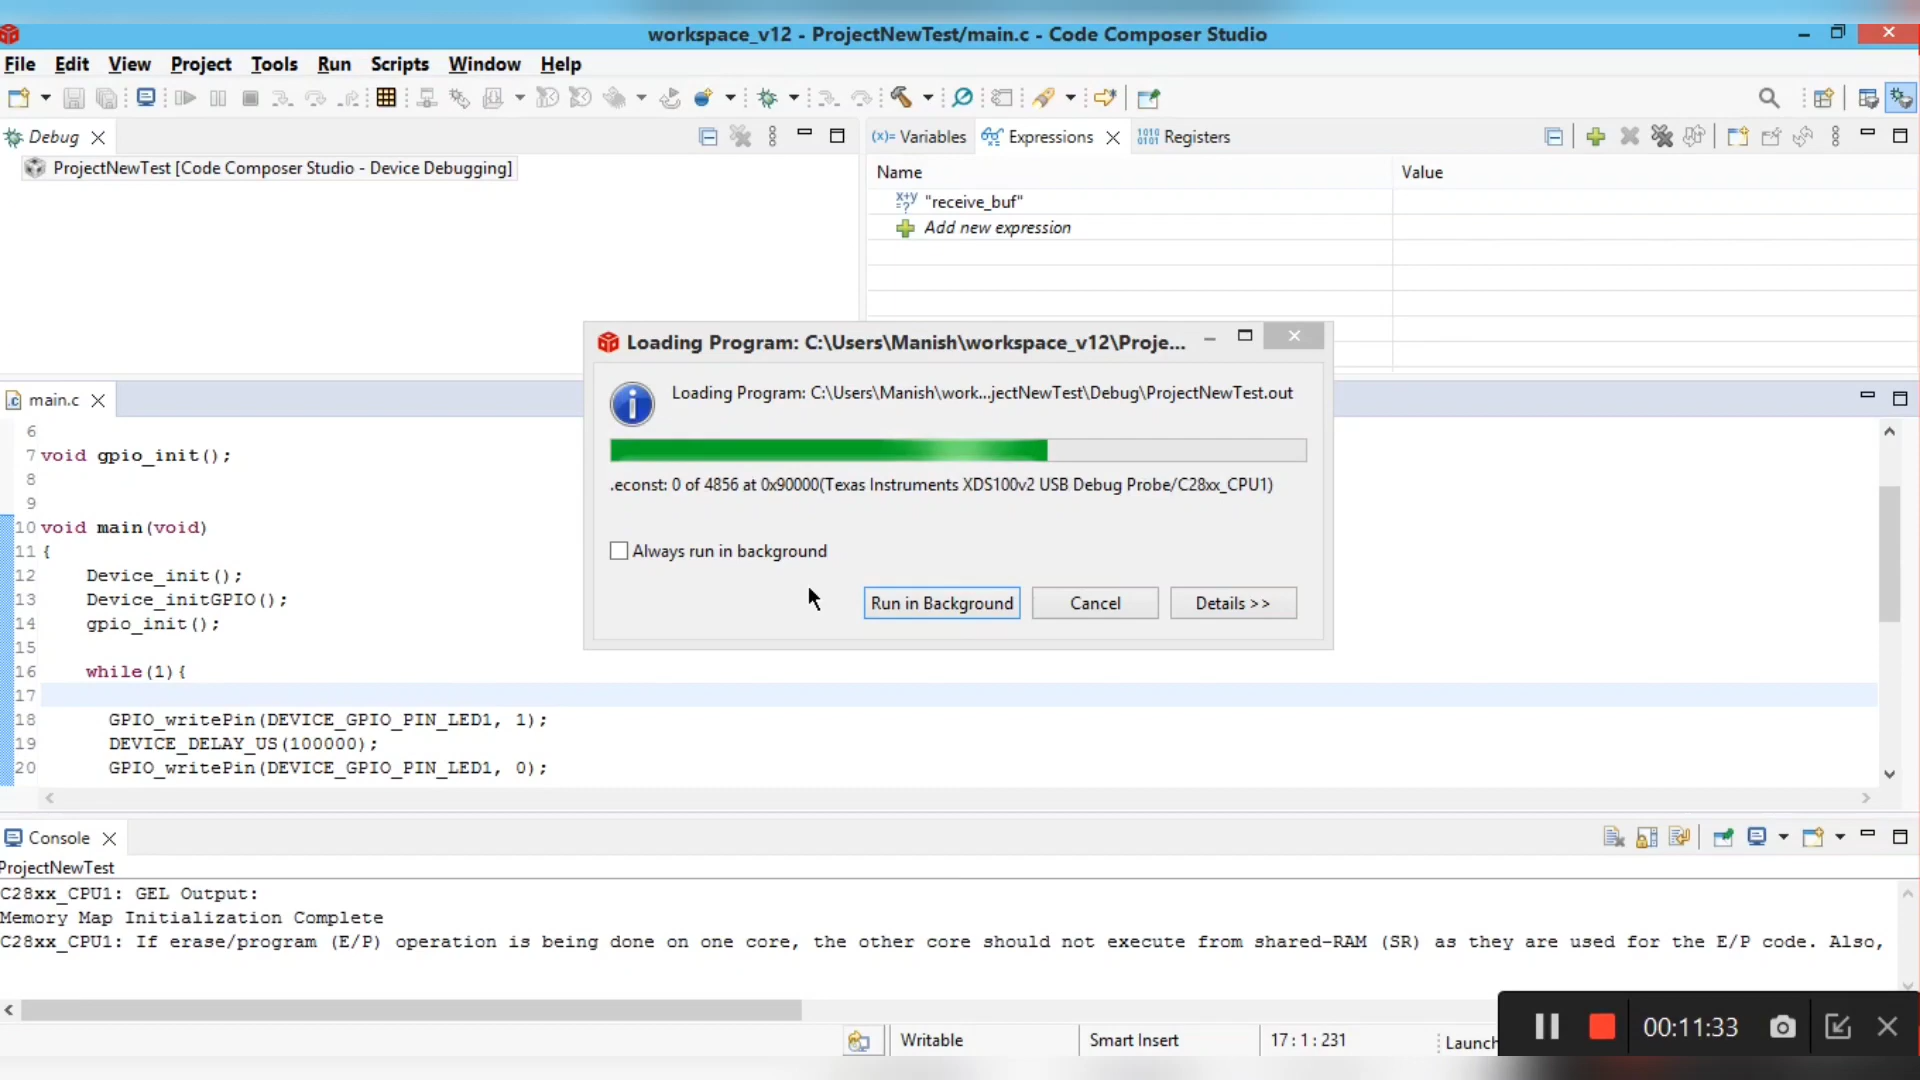 workspace_v12 - ProjectNewTest/main.c - Code Composer Studio
File Edit View Project Tools Run Scripts Window Help
Debug
(x)= Variables Expressions 1010 0101 Registers
ProjectNewTest [Code Composer Studio - Device Debugging]
Name Value
"receive_buf"
Add new expression
Loading Program: C:\Users\Manish\workspace_v12\Proje...
Loading Program: C:\Users\Manish\work...jectNewTest\Debug\ProjectNewTest.out
.econst: 0 of 4856 at 0x90000(Texas Instruments XDS100v2 USB Debug Probe/C28xx_CPU1)
Always run in background
Run in Background Cancel Details >>
main.c
6
7 void gpio_init();
8
9
10 void main(void)
11 {
12 Device_init();
13 Device_initGPIO();
14 gpio_init();
15
16 while(1){
17
18 GPIO_writePin(DEVICE_GPIO_PIN_LED1, 1);
19 DEVICE_DELAY_US(100000);
20 GPIO_writePin(DEVICE_GPIO_PIN_LED1, 0);
Console
ProjectNewTest
C28xx_CPU1: GEL Output:
Memory Map Initialization Complete
C28xx_CPU1: If erase/program (E/P) operation is being done on one core, the other core should not execute from shared-RAM (SR) as they are used for the E/P code. Also,
Writable Smart Insert 17 : 1 : 231 Launch
00:11:33